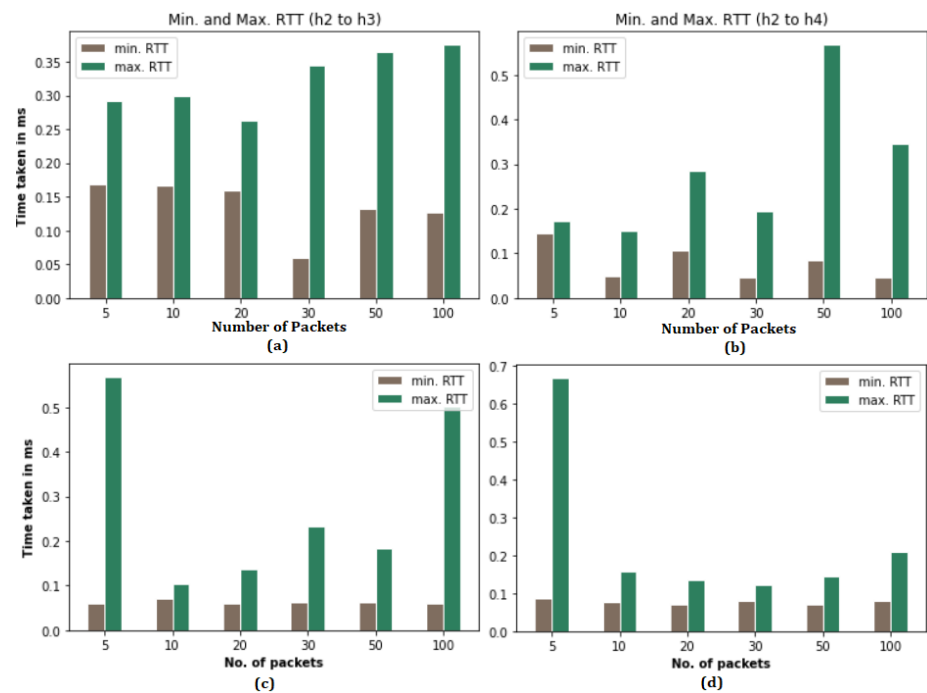 Min. and Max. RTT (h2 to h3)
min. RTT
max. RTT
Time taken in ms
0.35
0.30
0.25
0.20
0.15
0.10
0.05
0.00
5 10 20 30 50 100
Number of Packets
(a)
Min. and Max. RTT (h2 to h4)
min. RTT
max. RTT
0.5
0.4
0.3
0.2
0.1
0.0
5 10 20 30 50 100
Number of Packets
(b)
min. RTT
max. RTT
Time taken in ms
0.5
0.4
0.3
0.2
0.1
0.0
5 10 20 30 50 100
No. of packets
(c)
min. RTT
max. RTT
0.7
0.6
0.5
0.4
0.3
0.2
0.1
0.0
5 10 20 30 50 100
No. of packets
(d)